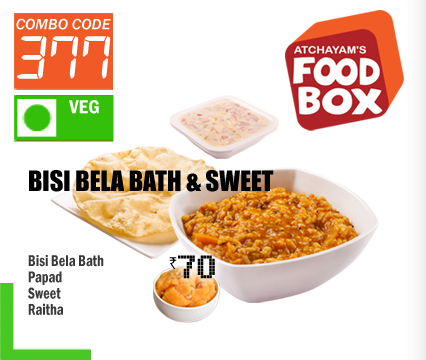 COMBO CODE
377
VEG
ATCHAYAM'S
FOOD
BOX
BISI BELA BATH & SWEET
Bisi Bela Bath
Papad
Sweet
Raitha
₹70